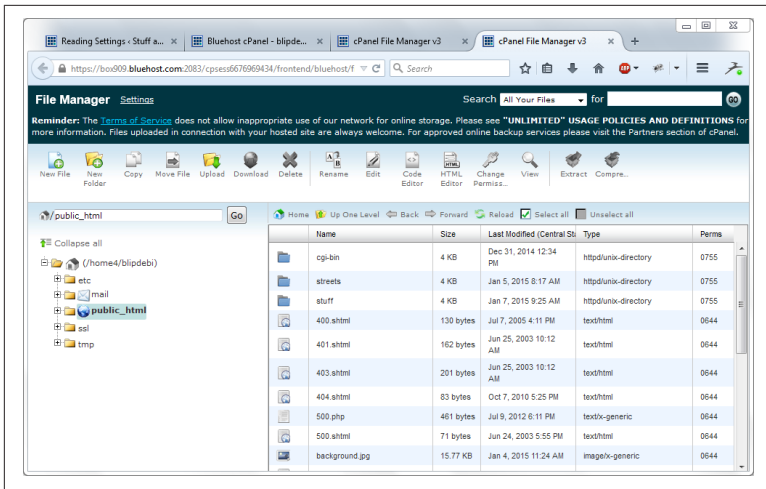 Reading Settings ‹ Stuff a... × Bluehost cPanel - blipde... × cPanel File Manager v3 × cPanel File Manager v3 × +
https://box909.bluehost.com:2083/cpsess6676969434/frontend/bluehost/f Search
File Manager Settings Search All Your Files for GO
Reminder: The Terms of Service does not allow inappropriate use of our network for online storage. Please see "UNLIMITED" USAGE POLICIES AND DEFINITIONS for
more information. Files uploaded in connection with your hosted site are always welcome. For approved online backup services please visit the Partners section of cPanel.
New File New Folder Copy Move File Upload Download Delete Rename Edit Code Editor HTML Editor Change Permiss... View Extract Compre...
/public_html Go Home Up One Level Back Forward Reload Select all Unselect all
Collapse all
(/home4/blipdebi)
etc
mail
public_html
ssl
tmp
Name Size Last Modified (Central Sta Type Perms
cgi-bin 4 KB Dec 31, 2014 12:34 PM httpd/unix-directory 0755
streets 4 KB Jan 5, 2015 8:17 AM httpd/unix-directory 0755
stuff 4 KB Jan 7, 2015 9:25 AM httpd/unix-directory 0755
400.shtml 130 bytes Jul 7, 2005 4:11 PM text/html 0644
401.shtml 162 bytes Jun 25, 2003 10:12 AM text/html 0644
403.shtml 201 bytes Jun 25, 2003 10:12 AM text/html 0644
404.shtml 83 bytes Oct 7, 2010 5:25 PM text/html 0644
500.php 461 bytes Jul 9, 2012 6:11 PM text/x-generic 0644
500.shtml 71 bytes Jun 24, 2003 5:55 PM text/html 0644
background.jpg 15.77 KB Jan 4, 2015 11:24 AM image/x-generic 0644